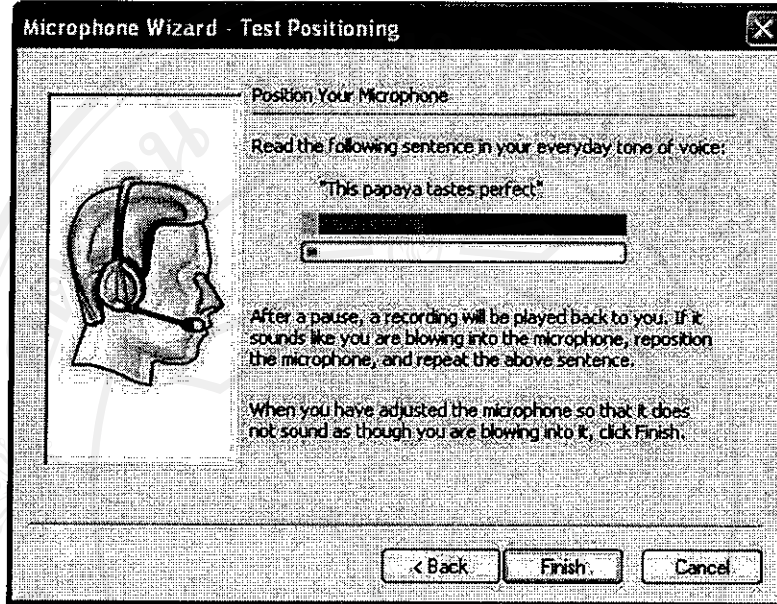 Microphone Wizard - Test Positioning
Position Your Microphone
Read the following sentence in your everyday tone of voice:
"This papaya tastes perfect"
After a pause, a recording will be played back to you. If it
sounds like you are blowing into the microphone, reposition
the microphone, and repeat the above sentence.
When you have adjusted the microphone so that it does
not sound as though you are blowing into it, click Finish.
< Back Finish Cancel